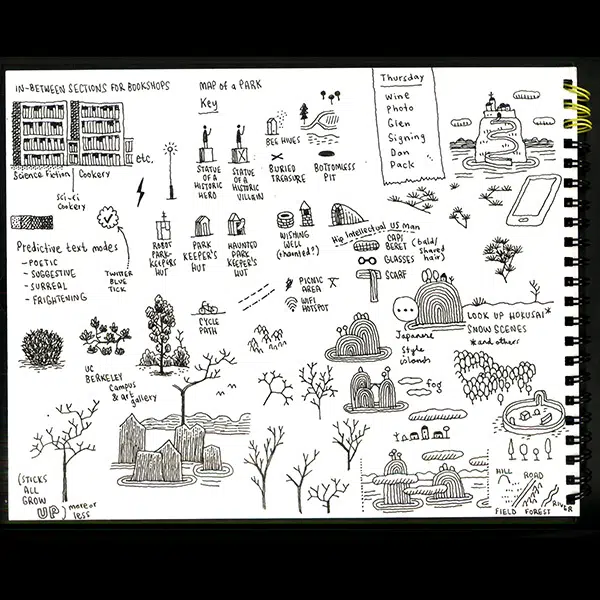 IN-BETWEEN SECTIONS FOR BOOKSHOPS
etc.
Science fiction
Cookery
sci-fi
Cookery
Predictive text modes
- POETIC
- SUGGESTIVE
- SURREAL
- FRIGHTENING
TWITTER
BLUE
TICK
MAP OF A PARK
Key
STATUE
OF A
HISTORIC
HERO
STATUE
OF A
HISTORIC
VILLEIN
BEE HIVES
BURIED
TREASURE
BOTTOMLESS
PIT
ROBOT
PARK-
KEEPERS
HUT
PARK
KEEPER'S
HUT
HAUNTED
PARK
KEEPER'S
HUT
WISHING
WELL
(haunted?)
CYCLE
PATH
PICNIC
AREA
WIFI
HOTSPOT
Thursday
Wine
Photo
Glen
Signing
Dan
Pack
Hip Intellectual US Man
CAP/
BERET
(bald/
shaved
hair)
GLASSES
SCARF
LOOK UP HOKUSAI*
SNOW SCENES
*and others
Japanese
Style
islands
fog
UC
BERKELEY
Campus
& Art
gallery
(STICKS
ALL
GROW
UP)
more or
less
HILL
ROAD
RIVER
FIELD
FOREST